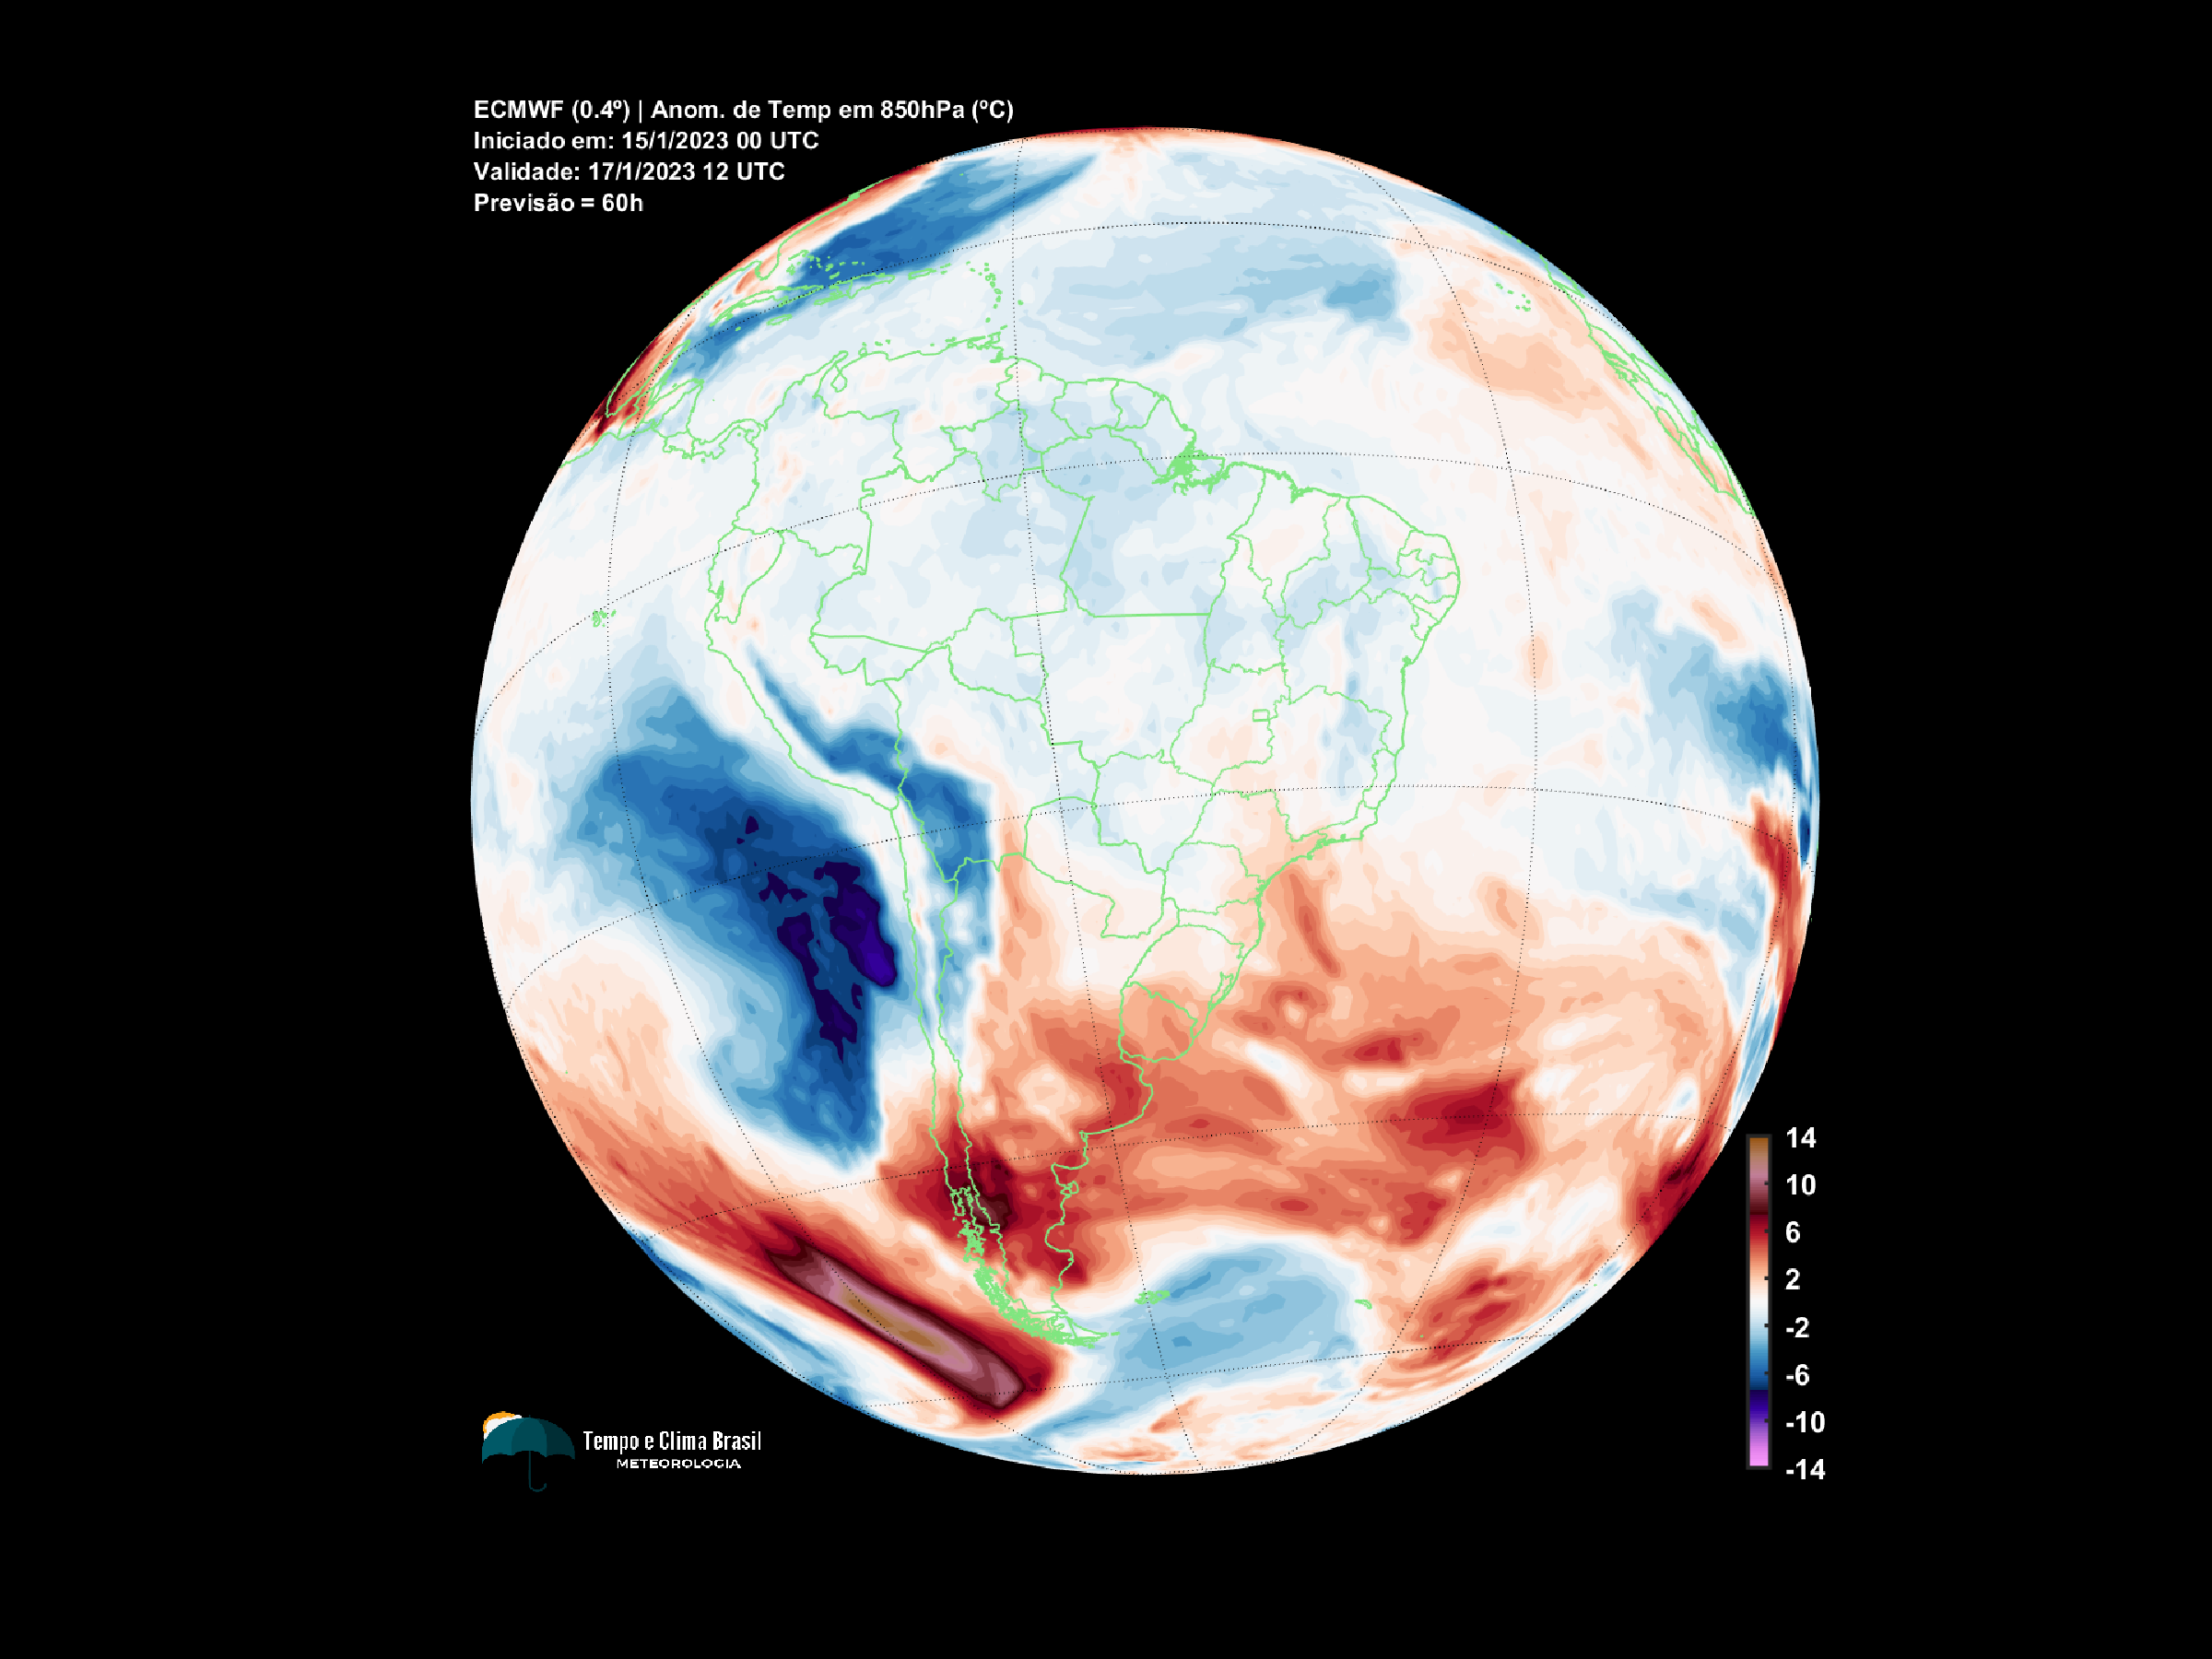 ECMWF (0.4º) | Anom. de Temp em 850hPa (ºC)
Iniciado em: 15/1/2023 00 UTC
Validade: 17/1/2023 12 UTC
Previsão = 60h
14
10
6
2
-2
-6
-10
-14
Tempo e Clima Brasil
METEOROLOGIA